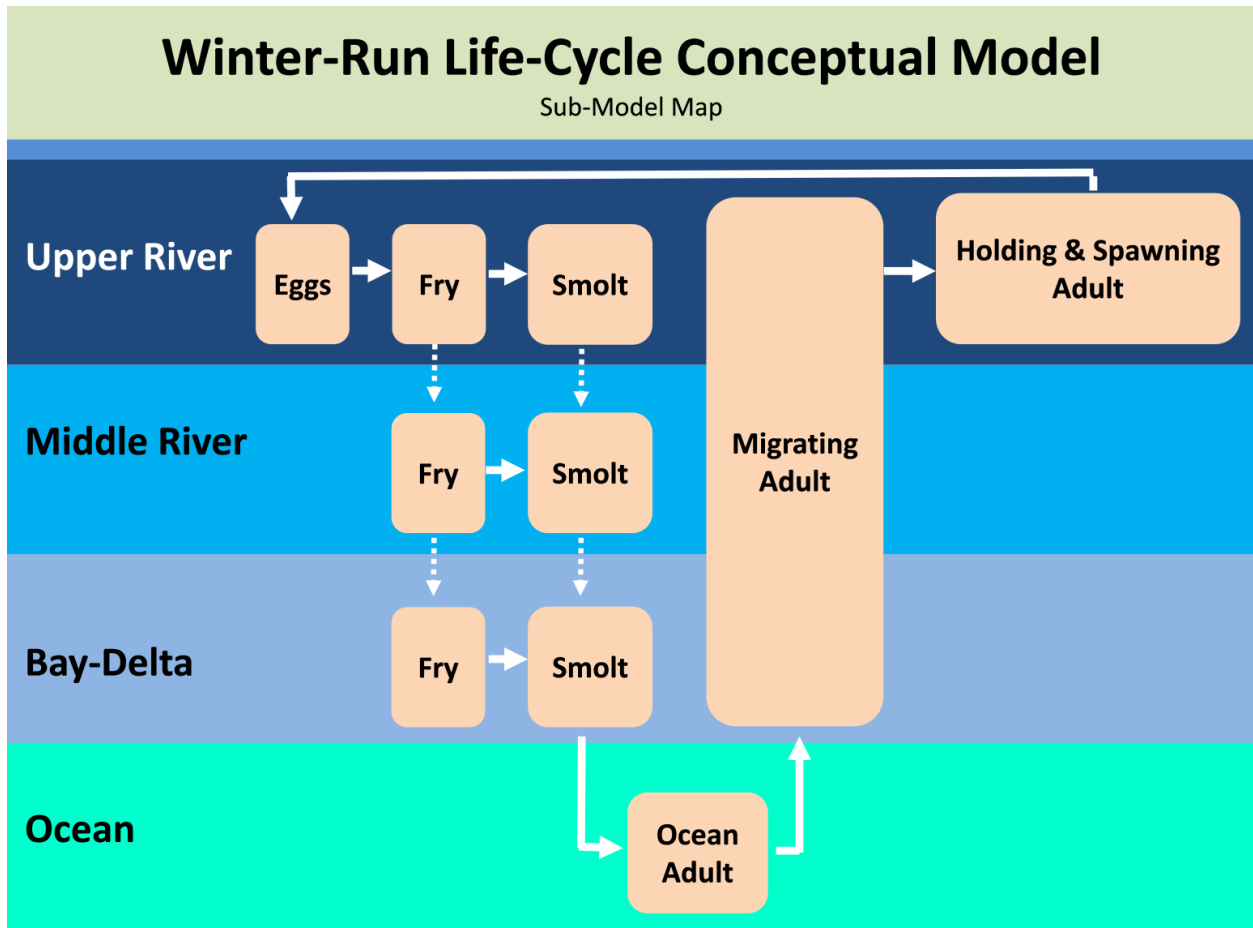 Winter-Run Life-Cycle Conceptual Model
Sub-Model Map
Upper River
Eggs
Fry
Smolt
Holding & Spawning
Adult
Middle River
Fry
Smolt
Migrating
Adult
Bay-Delta
Fry
Smolt
Ocean
Ocean
Adult